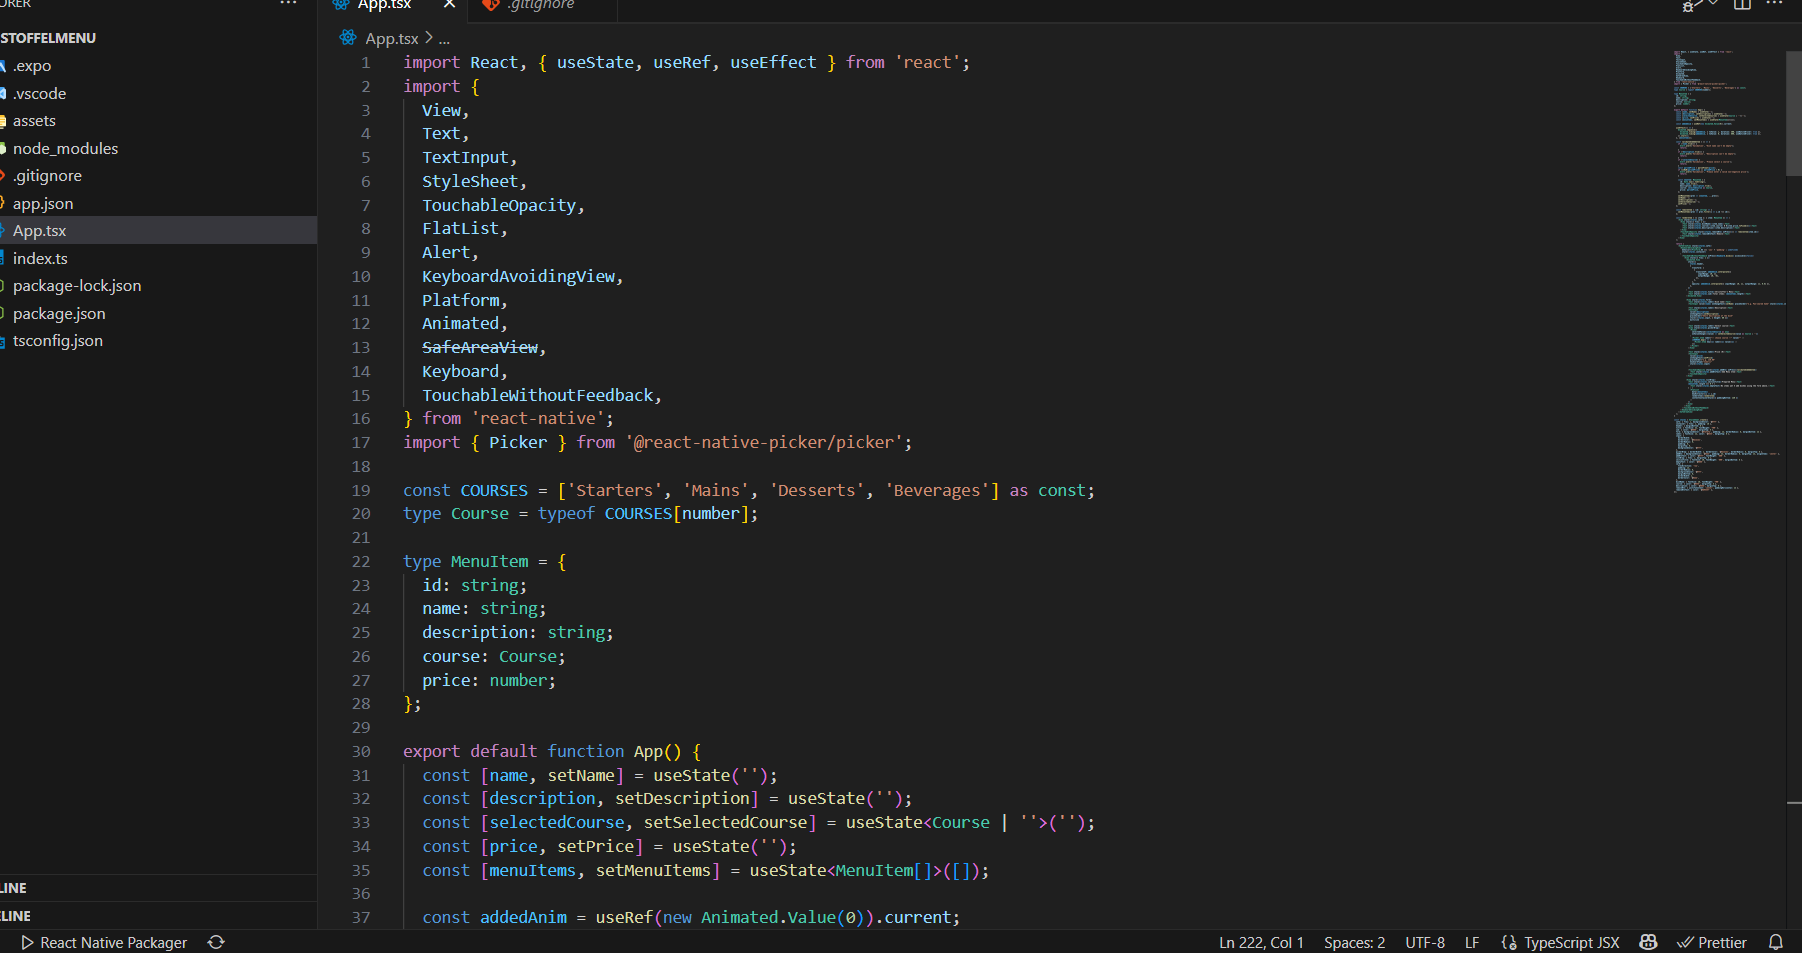 ORER
App.tsx
.gitignore
STOFFELMENU
App.tsx > ...
.expo
.vscode
assets
node_modules
.gitignore
app.json
App.tsx
index.ts
package-lock.json
package.json
tsconfig.json
1 import React, { useState, useRef, useEffect } from 'react';
2 import {
3 View,
4 Text,
5 TextInput,
6 StyleSheet,
7 TouchableOpacity,
8 FlatList,
9 Alert,
10 KeyboardAvoidingView,
11 Platform,
12 Animated,
13 SafeAreaView,
14 Keyboard,
15 TouchableWithoutFeedback,
16 } from 'react-native';
17 import { Picker } from '@react-native-picker/picker';
18
19 const COURSES = ['Starters', 'Mains', 'Desserts', 'Beverages'] as const;
20 type Course = typeof COURSES[number];
21
22 type MenuItem = {
23 id: string;
24 name: string;
25 description: string;
26 course: Course;
27 price: number;
28 };
29
30 export default function App() {
31 const [name, setName] = useState('');
32 const [description, setDescription] = useState('');
33 const [selectedCourse, setSelectedCourse] = useState<Course | ''>('');
34 const [price, setPrice] = useState('');
35 const [menuItems, setMenuItems] = useState<MenuItem[]>([]);
36
37 const addedAnim = useRef(new Animated.Value(0)).current;
LINE
ELINE
React Native Packager
Ln 222, Col 1
Spaces: 2
UTF-8
LF
TypeScript JSX
Prettier